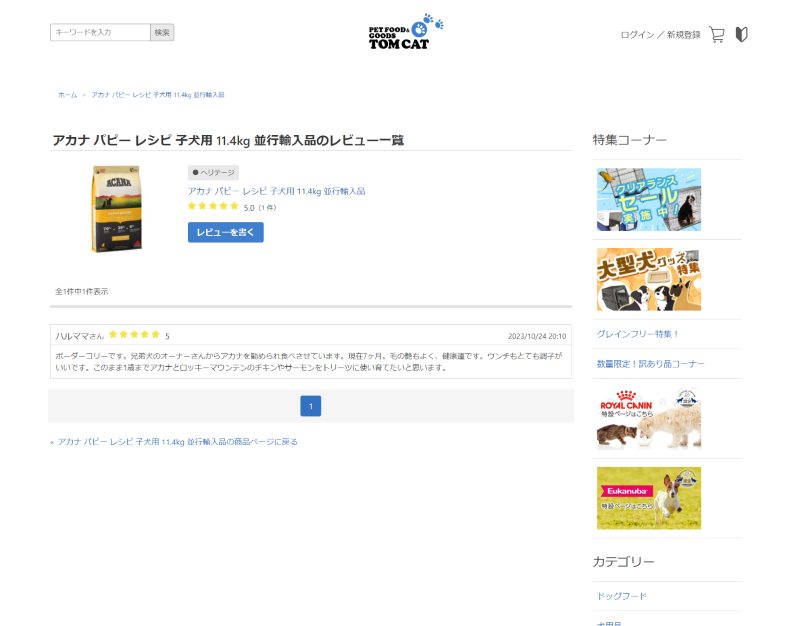 キーワードを入力
検索
PET FOOD&
GOODS
TOM CAT
ログイン ／ 新規登録
ホーム ＞ アカナ パピー レシピ 子犬用 11.4kg 並行輸入品
アカナ パピー レシピ 子犬用 11.4kg 並行輸入品のレビュー一覧
ACANA
● ヘリテージ
アカナ パピー レシピ 子犬用 11.4kg 並行輸入品
5.0 (1 件)
レビューを書く
全1件中1件表示
ハルママさん ★★★★★ 5
2023/10/24 20:10
ボーダーコリーです。兄弟犬のオーナーさんからアカナを勧められ食べさせています。現在7ヶ月。毛の艶もよく、健康運です。ウンチもとても調子が
いいです。このまま1歳までアカナとロッキーマウンテンのチキンやサーモンをトリーツに使い育てたいと思います。
1
« アカナ パピー レシピ 子犬用 11.4kg 並行輸入品の商品ページに戻る
特集コーナー
クリアランス
セール
実施中！
大型犬グッズ
特集
グレインフリー特集！
数量限定！訳あり品コーナー
ROYAL CANIN
特設ページはこちら
Eukanuba
特設ページはこちら
カテゴリー
ドッグフード
犬用品